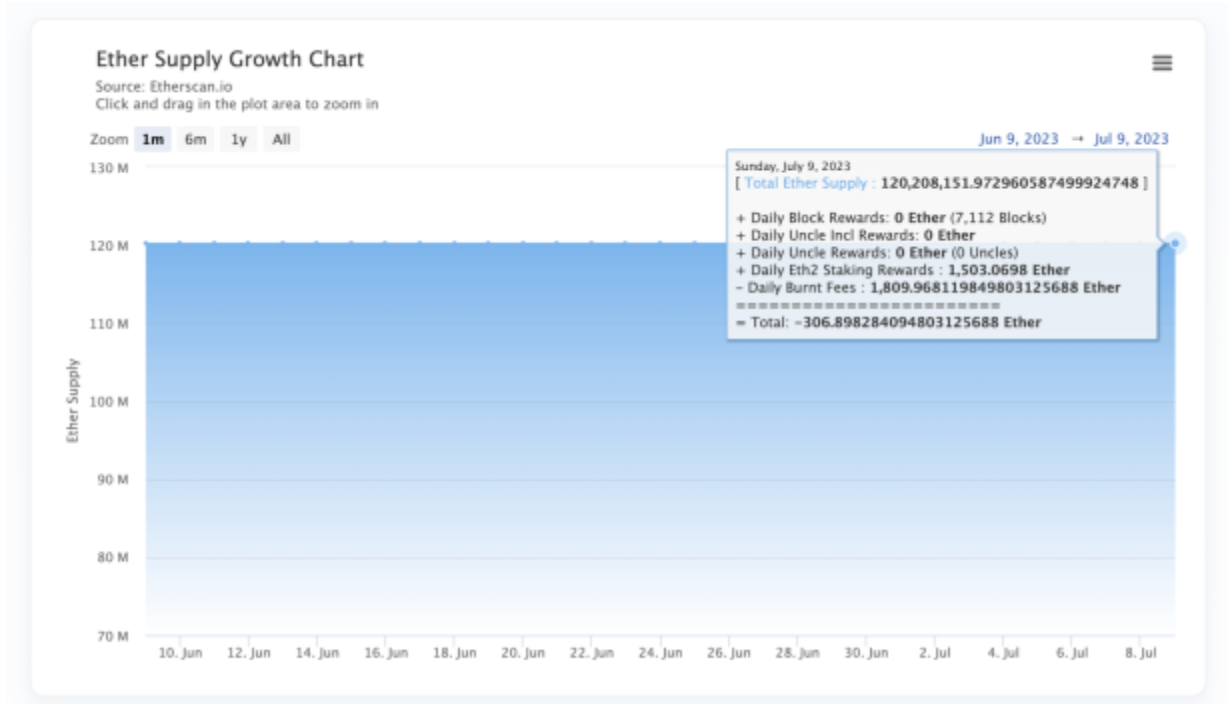 Ether Supply Growth Chart
Source: Etherscan.io
Click and drag in the plot area to zoom in
Zoom 1m 6m 1y All
Jun 9, 2023 → Jul 9, 2023
Sunday, July 9, 2023
[ Total Ether Supply : 120,208,151.972960587499924748 ]
+ Daily Block Rewards: 0 Ether (7,112 Blocks)
+ Daily Uncle Incl Rewards: 0 Ether
+ Daily Uncle Rewards: 0 Ether (0 Uncles)
+ Daily Eth2 Staking Rewards : 1,503.0698 Ether
- Daily Burnt Fees : 1,809.968119849803125688 Ether
========================
= Total: -306.898284094803125688 Ether
Ether Supply
130 M
120 M
110 M
100 M
90 M
80 M
70 M
10. Jun 12. Jun 14. Jun 16. Jun 18. Jun 20. Jun 22. Jun 24. Jun 26. Jun 28. Jun 30. Jun 2. Jul 4. Jul 6. Jul 8. Jul